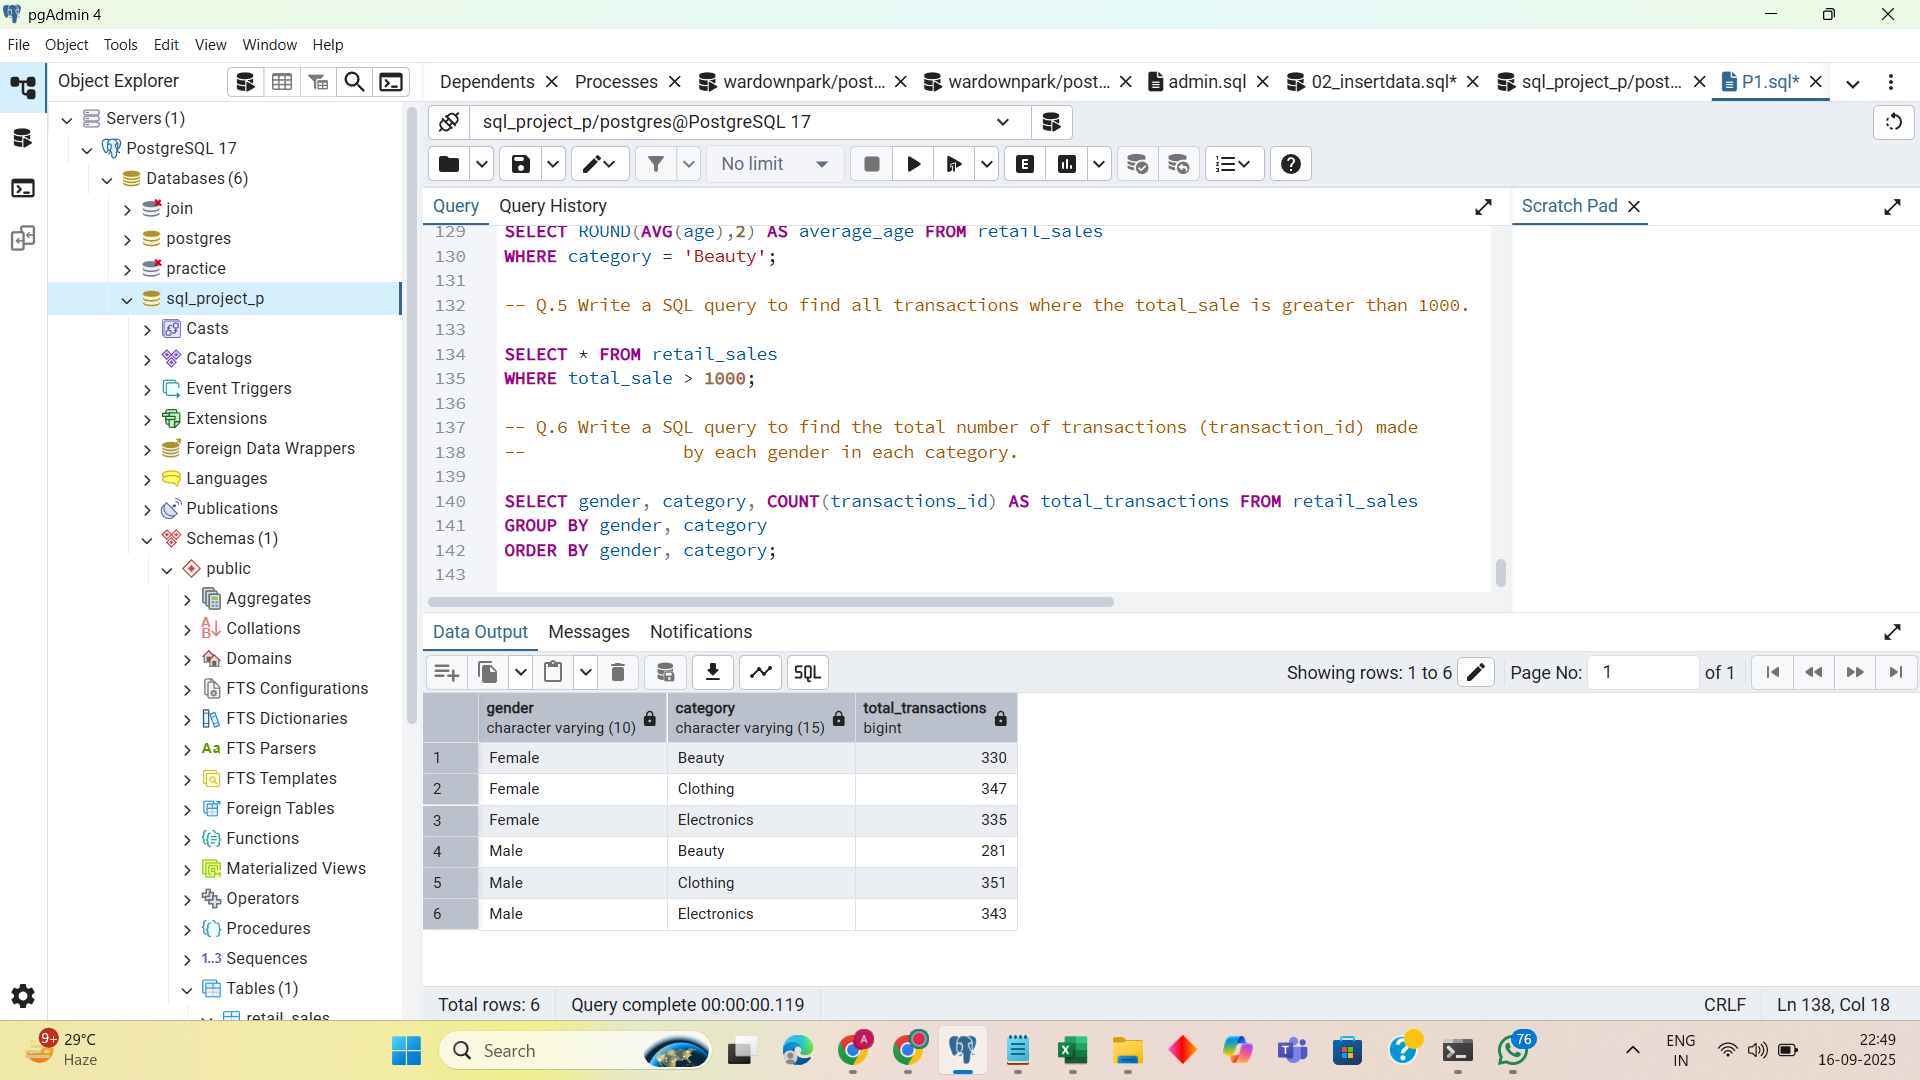 pgAdmin 4
File Object Tools Edit View Window Help
Object Explorer
Dependents Processes wardownpark/post... wardownpark/post... admin.sql 02_insertdata.sql* sql_project_p/post... P1.sql*
Servers (1)
PostgreSQL 17
Databases (6)
join
postgres
practice
sql_project_p
Casts
Catalogs
Event Triggers
Extensions
Foreign Data Wrappers
Languages
Publications
Schemas (1)
public
Aggregates
Collations
Domains
FTS Configurations
FTS Dictionaries
Aa FTS Parsers
FTS Templates
Foreign Tables
Functions
Materialized Views
Operators
Procedures
1..3 Sequences
Tables (1)
retail_sales
sql_project_p/postgres@PostgreSQL 17
No limit
E
Query Query History
Scratch Pad
129 SELECT ROUND(AVG(age),2) AS average_age FROM retail_sales
130 WHERE category = 'Beauty';
131
132 -- Q.5 Write a SQL query to find all transactions where the total_sale is greater than 1000.
133
134 SELECT * FROM retail_sales
135 WHERE total_sale > 1000;
136
137 -- Q.6 Write a SQL query to find the total number of transactions (transaction_id) made
138 -- by each gender in each category.
139
140 SELECT gender, category, COUNT(transactions_id) AS total_transactions FROM retail_sales
141 GROUP BY gender, category
142 ORDER BY gender, category;
143
Data Output Messages Notifications
SQL
Showing rows: 1 to 6 Page No: 1 of 1
gender category total_transactions
character varying (10) character varying (15) bigint
1 Female Beauty 330
2 Female Clothing 347
3 Female Electronics 335
4 Male Beauty 281
5 Male Clothing 351
6 Male Electronics 343
Total rows: 6 Query complete 00:00:00.119 CRLF Ln 138, Col 18
9+ 29°C
Haze
Search
A
76
ENG
IN
22:49
16-09-2025